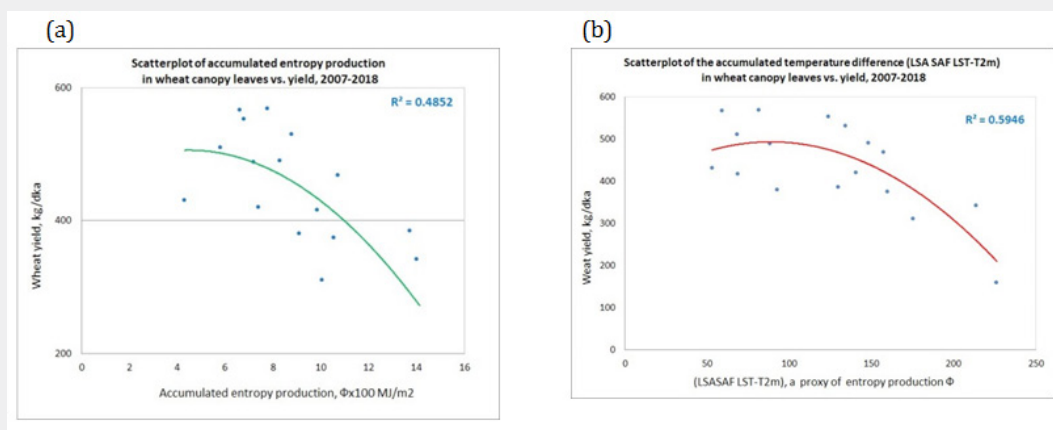 (a)
Scatterplot of accumulated entropy production
in wheat canopy leaves vs. yield, 2007-2018
R² = 0.4852
600
400
200
Wheat yield, kg/dka
0 2 4 6 8 10 12 14 16
Accumulated entropy production, Φx100 MJ/m2
(b)
Scatterplot of the accumulated temperature difference (LSA SAF LST-T2m)
in wheat canopy leaves vs. yield, 2007-2018
R² = 0.5946
600
500
400
300
200
100
0
Weat yield, kg/dka
0 50 100 150 200 250
(LSASAF LST-T2m), a proxy of entropy production Φ